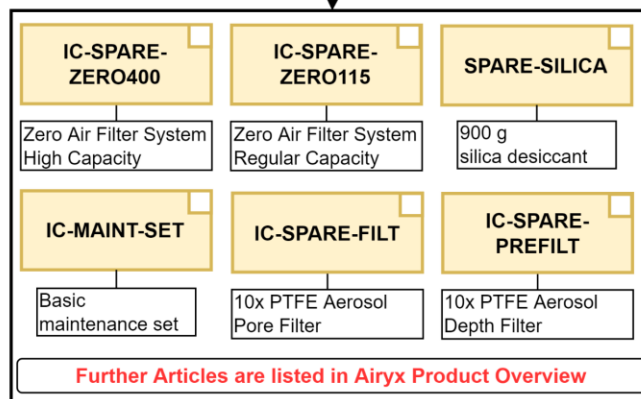 IC-SPARE-
ZERO400
Zero Air Filter System
High Capacity
IC-SPARE-
ZERO115
Zero Air Filter System
Regular Capacity
SPARE-SILICA
900 g
silica desiccant
IC-MAINT-SET
Basic
maintenance set
IC-SPARE-FILT
10x PTFE Aerosol
Pore Filter
IC-SPARE-
PREFILT
10x PTFE Aerosol
Depth Filter
Further Articles are listed in Airyx Product Overview